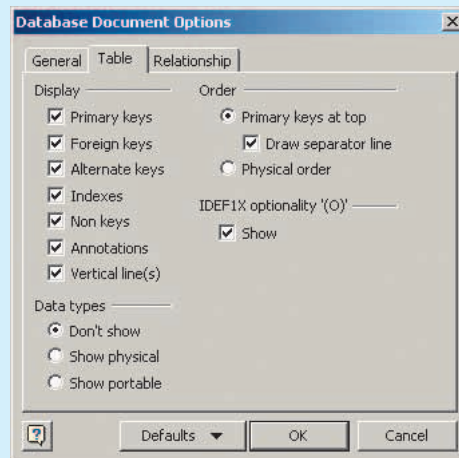 Database Document Options
General Table Relationship
Display
Primary keys
Foreign keys
Alternate keys
Indexes
Non keys
Annotations
Vertical line(s)
Data types
Don't show
Show physical
Show portable
Order
Primary keys at top
Draw separator line
Physical order
IDEF1X optionality '(O)'
Show
Defaults OK Cancel